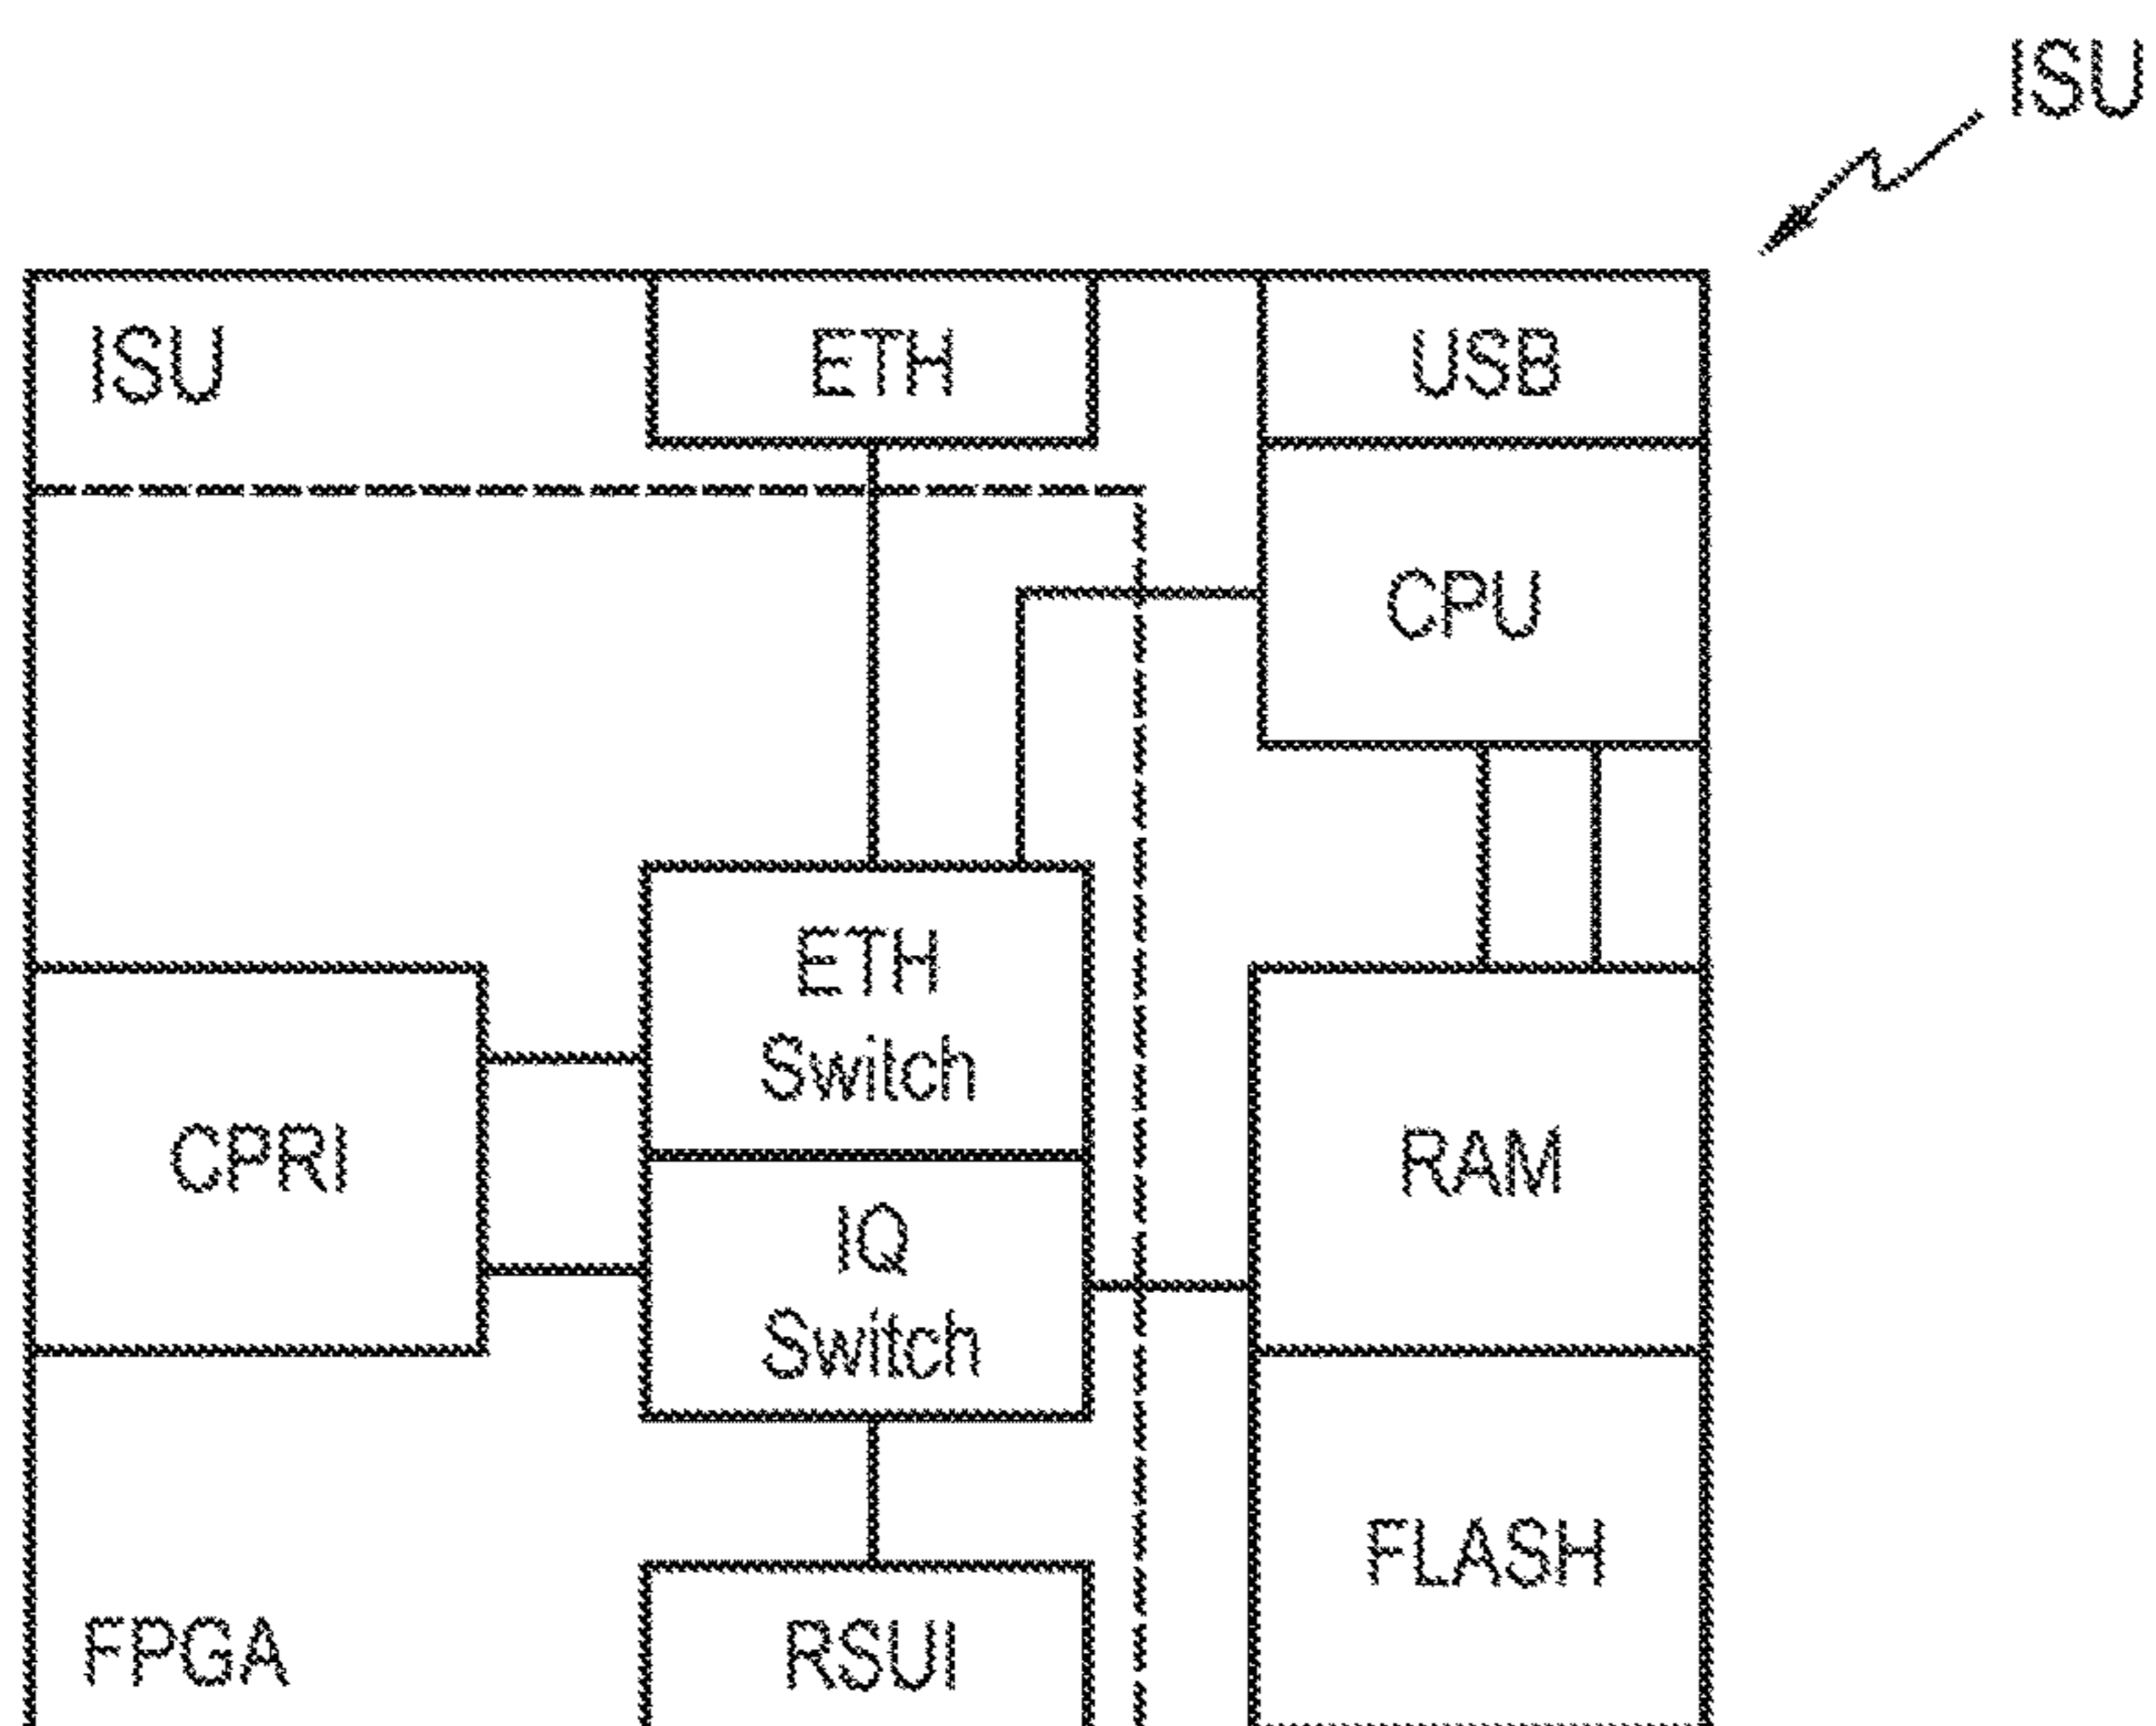 ISU
ISU
ETH
USB
CPU
ETH
Switch
CPRI
RAM
IQ
Switch
FLASH
FPGA
RSUI